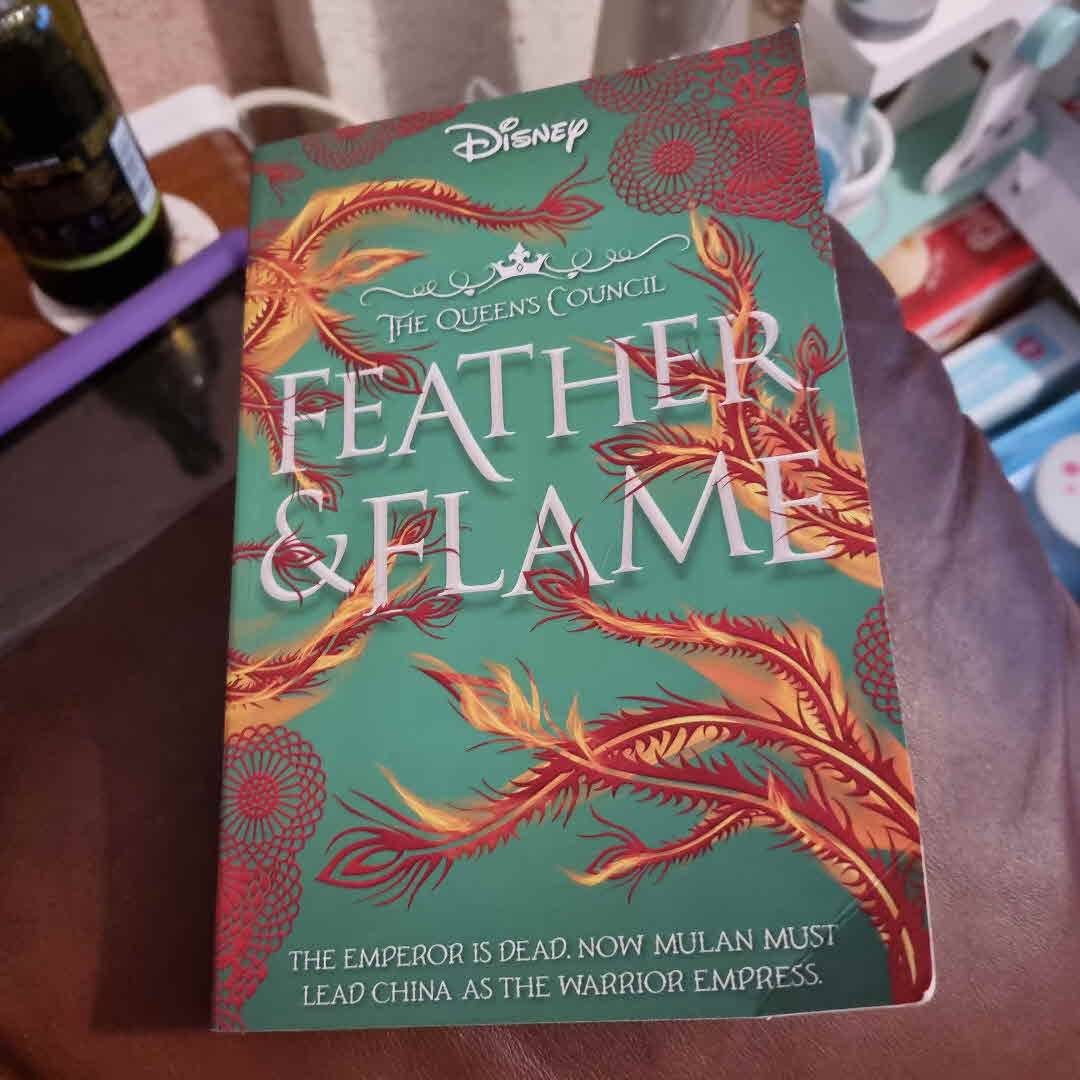 Disney
The Queen's Council
FEATHER
& FLAME
THE EMPEROR IS DEAD. NOW MULAN MUST
LEAD CHINA AS THE WARRIOR EMPRESS.